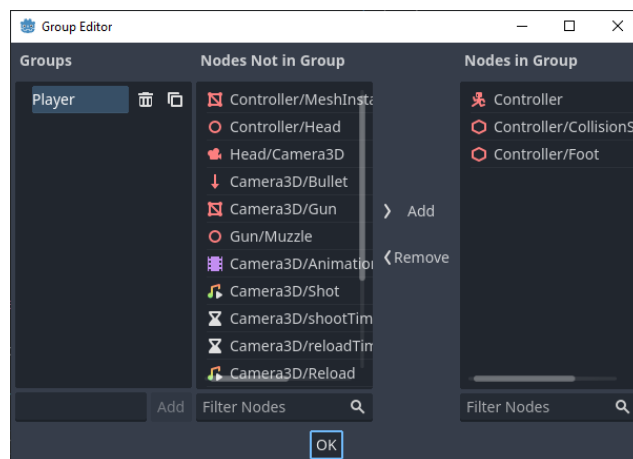 Group Editor
Groups
Player
Add
Nodes Not in Group
Controller/MeshInsta
Controller/Head
Head/Camera3D
Camera3D/Bullet
Camera3D/Gun
Gun/Muzzle
Camera3D/Animation
Camera3D/Shot
Camera3D/shootTim
Camera3D/reloadTim
Camera3D/Reload
Filter Nodes
Add
Remove
Nodes in Group
Controller
Controller/CollisionS
Controller/Foot
Filter Nodes
OK